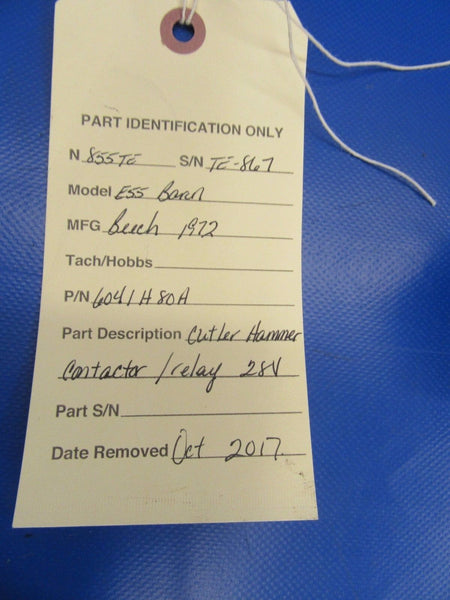 PART IDENTIFICATION ONLY
N 855TE S/N TE-867
Model E55 Baron
MFG Beech 1972
Tach/Hobbs
P/N 6041H80A
Part Description Cutler Hammer
Contactor /relay 28V
Part S/N
Date Removed Oct 2017.